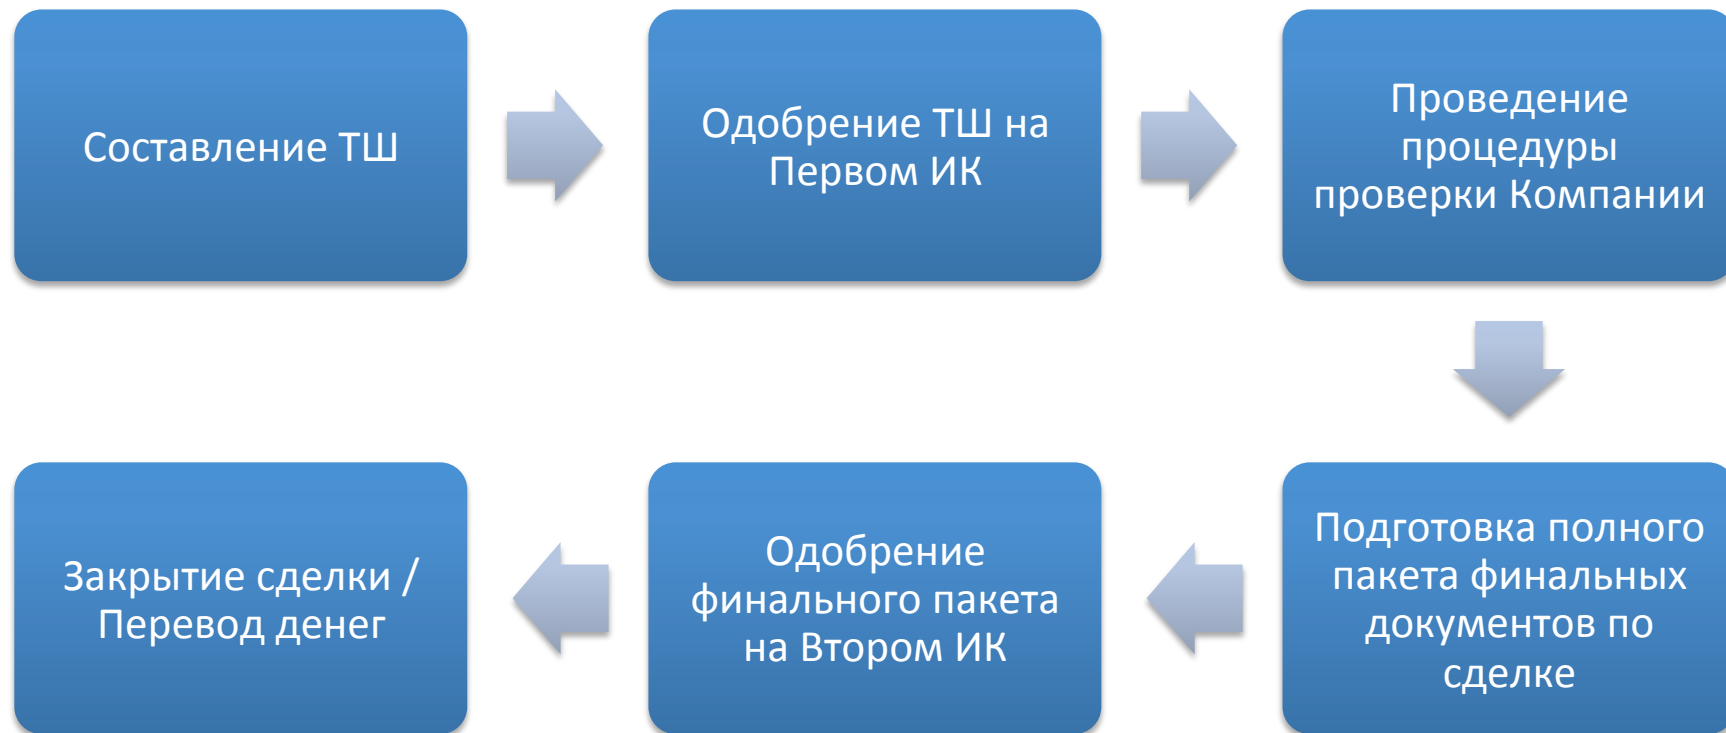 Составление ТШ
Одобрение ТШ на
Первом ИК
Проведение
процедуры
проверки Компании
Подготовка полного
пакета финальных
документов по
сделке
Одобрение
финального пакета
на Втором ИК
Закрытие сделки /
Перевод денег